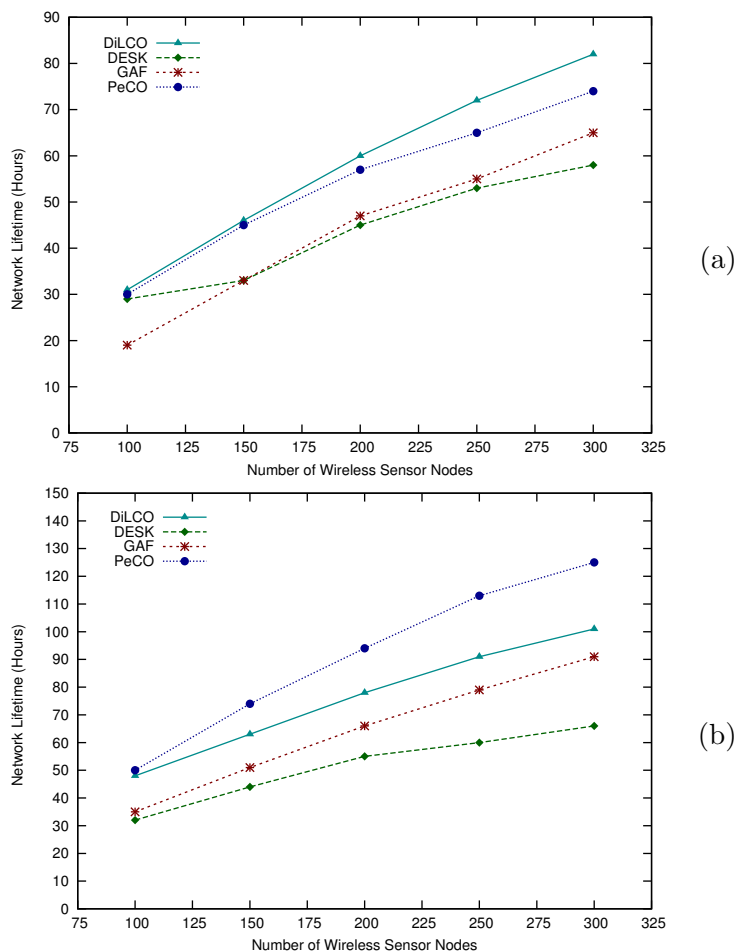 90
80
70
60
50
40
30
20
10
0
Network Lifetime (Hours)
DiLCO
DESK
GAF
PeCO
75 100 125 150 175 200 225 250 275 300 325
Number of Wireless Sensor Nodes
(a)
150
140
130
120
110
100
90
80
70
60
50
40
30
20
10
0
Network Lifetime (Hours)
DiLCO
DESK
GAF
PeCO
75 100 125 150 175 200 225 250 275 300 325
Number of Wireless Sensor Nodes
(b)